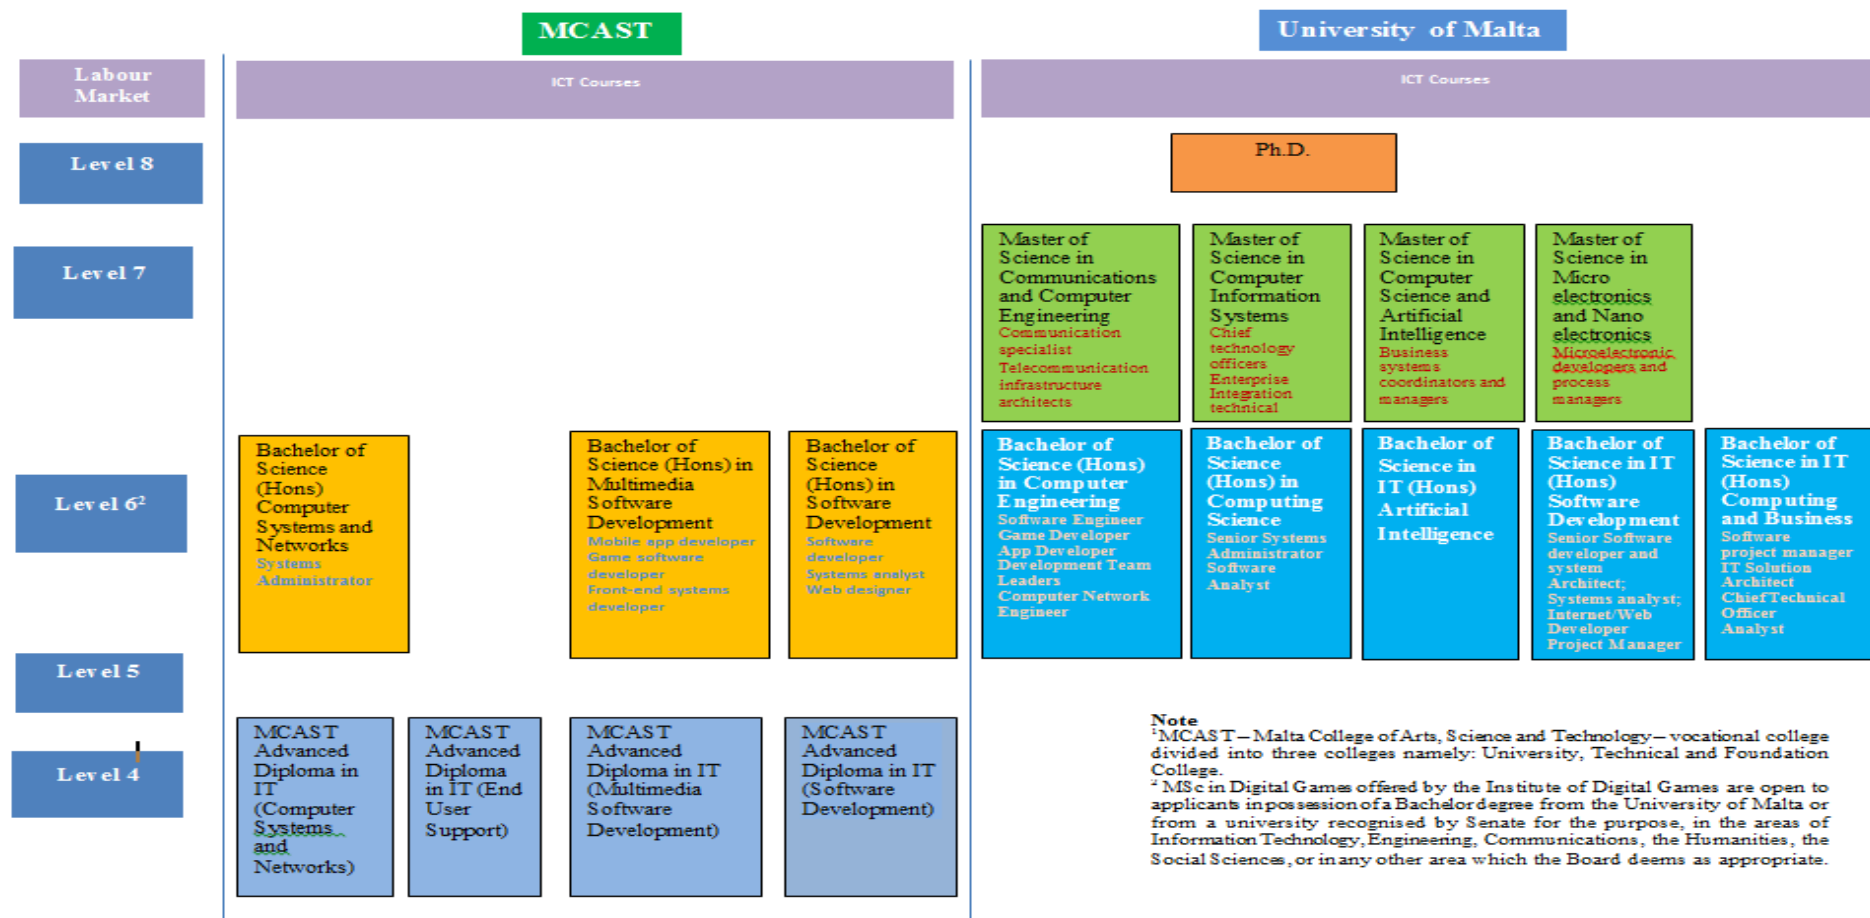 MCAST
University of Malta
Labour
Market
ICT Courses
ICT Courses
Level 8
Ph.D.
Level 7
Master of
Science in
Communications
and Computer
Engineering
Communication
specialist
Telecommunication
infrastructure
architects
Master of
Science in
Computer
Information
Systems
Chief
technology
officers
Enterprise
Integration
technical
Master of
Science in
Computer
Science and
Artificial
Intelligence
Business
systems
coordinators and
managers
Master of
Science in
Micro
electronics
and Nano
electronics
Microelectronic
developers and
process
managers
Level 6²
Bachelor of
Science
(Hons)
Computer
Systems and
Networks
Systems
Administrator
Bachelor of
Science (Hons) in
Multimedia
Software
Development
Mobile app developer
Game software
developer
Front-end systems
developer
Bachelor of
Science
(Hons) in
Software
Development
Software
developer
Systems analyst
Web designer
Bachelor of
Science (Hons)
in Computer
Engineering
Software Engineer
Game Developer
App Developer
Development Team
Leaders
Computer Network
Engineer
Bachelor of
Science
(Hons) in
Computing
Science
Senior Systems
Administrator
Software
Analyst
Bachelor of
Science in
IT (Hons)
Artificial
Intelligence
Bachelor of
Science in IT
(Hons)
Software
Development
Senior Software
developer and
system
Architect;
Systems analyst;
Internet/Web
Developer
Project Manager
Bachelor of
Science in IT
(Hons)
Computing
and Business
Software
project manager
IT Solution
Architect
Chief Technical
Officer
Analyst
Level 5
Level 4
MCAST
Advanced
Diploma in
IT
(Computer
Systems
and
Networks)
MCAST
Advanced
Diploma
in IT (End
User
Support)
MCAST
Advanced
Diploma in IT
(Multimedia
Software
Development)
MCAST
Advanced
Diploma in IT
(Software
Development)
Note
¹MCAST – Malta College of Arts, Science and Technology – vocational college
divided into three colleges namely: University, Technical and Foundation
College.
² MSc in Digital Games offered by the Institute of Digital Games are open to
applicants in possession of a Bachelor degree from the University of Malta or
from a university recognised by Senate for the purpose, in the areas of
Information Technology, Engineering, Communications, the Humanities, the
Social Sciences, or in any other area which the Board deems as appropriate.